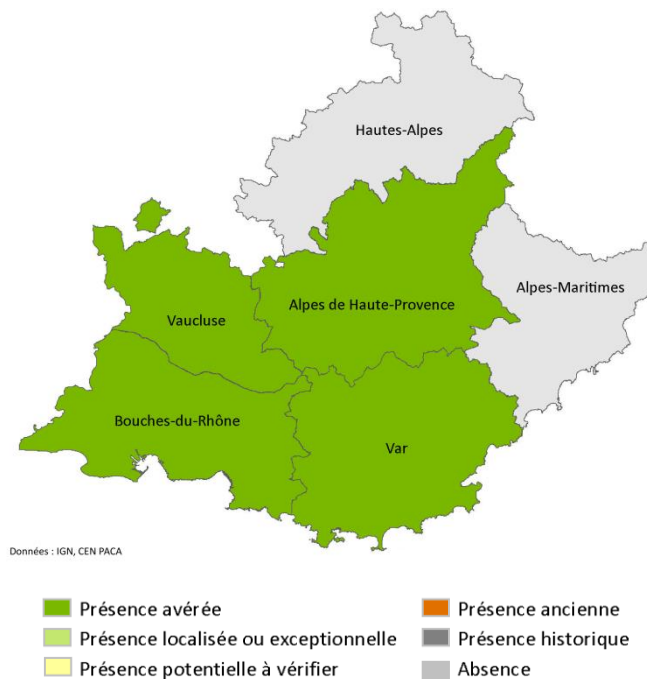 Hautes-Alpes
Alpes-Maritimes
Alpes de Haute-Provence
Vaucluse
Bouches-du-Rhône
Var
Données : IGN, CEN PACA
Présence avérée
Présence localisée ou exceptionnelle
Présence potentielle à vérifier
Présence ancienne
Présence historique
Absence